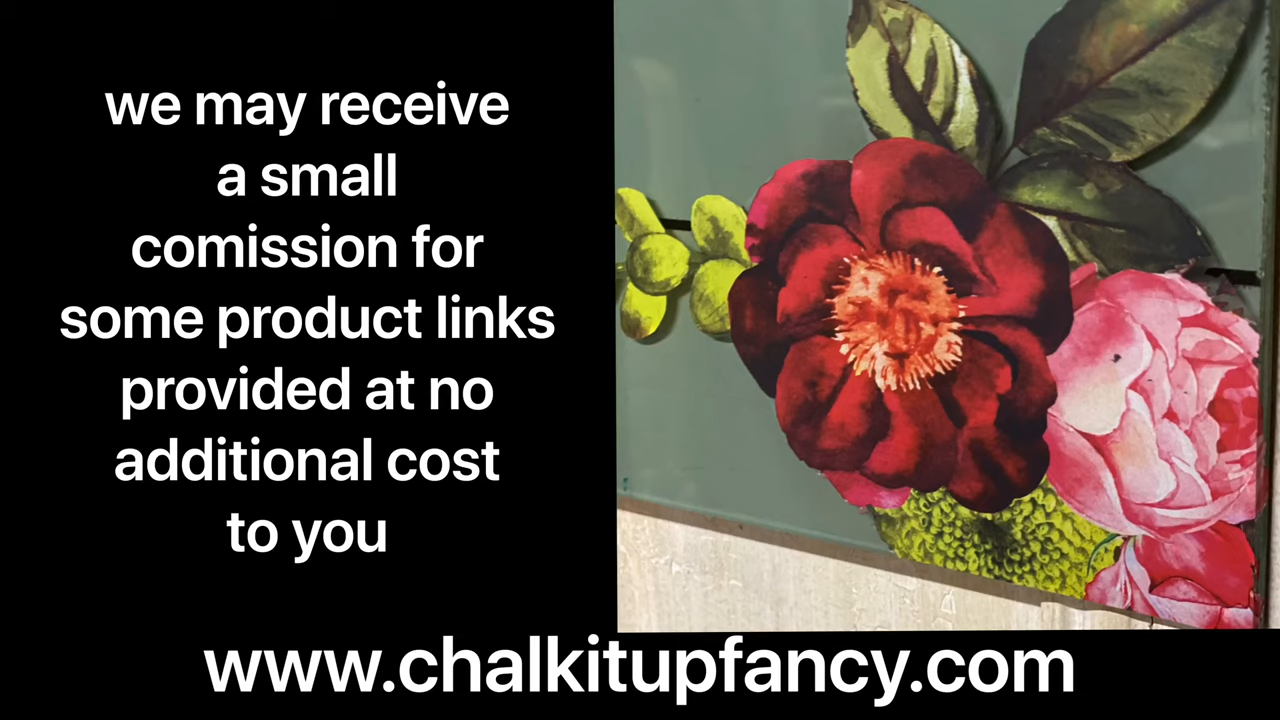 we may receive
a small
comission for
some product links
provided at no
additional cost
to you
www.chalkitupfancy.com